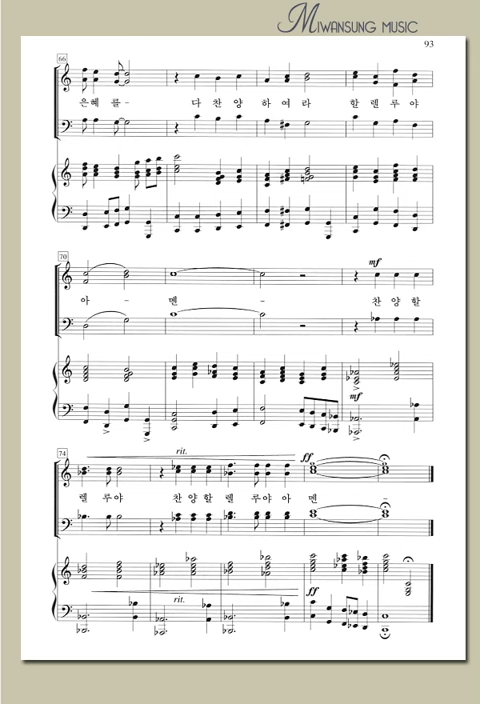 MIWANSUNG MUSIC
93
66
은혜 를- 다 찬 양 하 여 라 할 렐 루 야
70
mf
아 - 멘 - 찬 양 할
mf
74
rit. ff
렐 루야 찬 양 할 렐 루야 아 멘 -
rit. ff